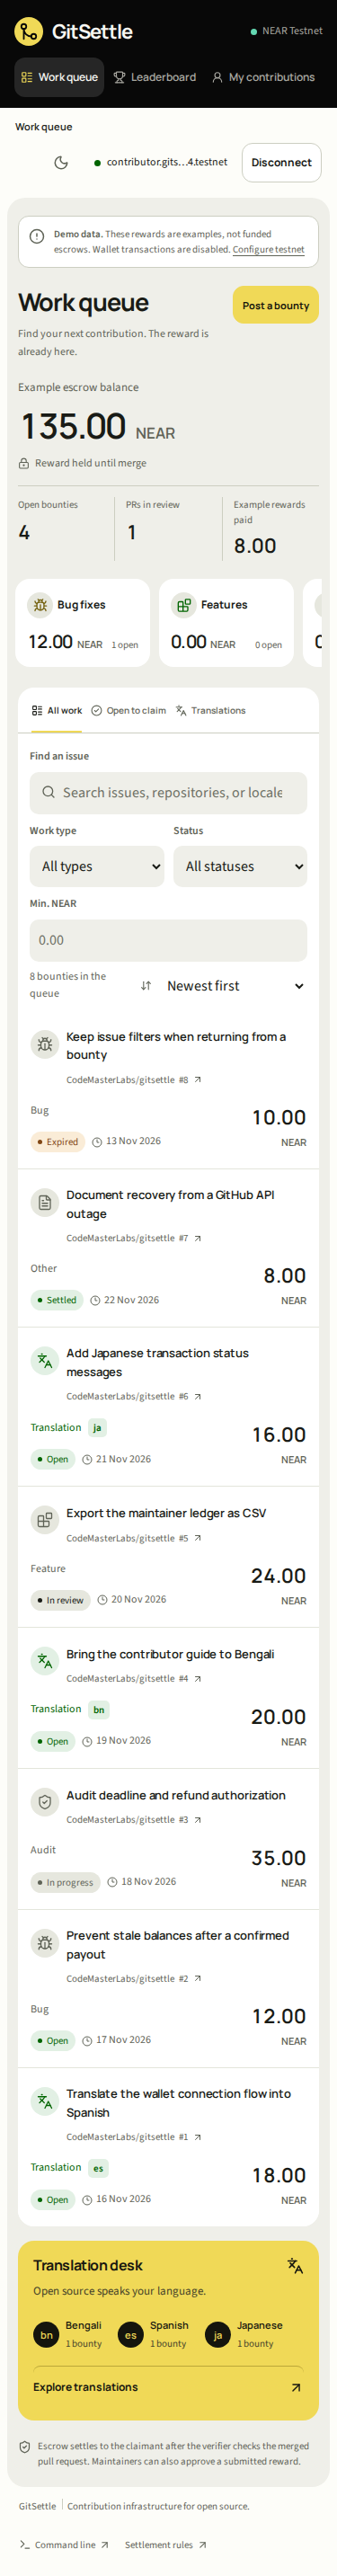 GitSettle
NEAR Testnet
Work queue
Leaderboard
My contributions
Work queue
contributor.gits...4.testnet
Disconnect
Demo data. These rewards are examples, not funded
escrows. Wallet transactions are disabled. Configure testnet
Work queue
Post a bounty
Find your next contribution. The reward is
already here.
Example escrow balance
135.00 NEAR
Reward held until merge
Open bounties
4
PRs in review
1
Example rewards
paid
8.00
Bug fixes
12.00 NEAR 1 open
Features
0.00 NEAR 0 open
All work
Open to claim
Translations
Find an issue
Search issues, repositories, or locale
Work type
Status
All types
All statuses
Min. NEAR
0.00
8 bounties in the
queue
Newest first
Keep issue filters when returning from a
bounty
CodeMasterLabs/gitsettle #8
Bug
10.00
Expired
13 Nov 2026
NEAR
Document recovery from a GitHub API
outage
CodeMasterLabs/gitsettle #7
Other
8.00
Settled
22 Nov 2026
NEAR
Add Japanese transaction status
messages
CodeMasterLabs/gitsettle #6
Translation ja
16.00
Open
21 Nov 2026
NEAR
Export the maintainer ledger as CSV
CodeMasterLabs/gitsettle #5
Feature
24.00
In review
20 Nov 2026
NEAR
Bring the contributor guide to Bengali
CodeMasterLabs/gitsettle #4
Translation bn
20.00
Open
19 Nov 2026
NEAR
Audit deadline and refund authorization
CodeMasterLabs/gitsettle #3
Audit
35.00
In progress
18 Nov 2026
NEAR
Prevent stale balances after a confirmed
payout
CodeMasterLabs/gitsettle #2
Bug
12.00
Open
17 Nov 2026
NEAR
Translate the wallet connection flow into
Spanish
CodeMasterLabs/gitsettle #1
Translation es
18.00
Open
16 Nov 2026
NEAR
Translation desk
Open source speaks your language.
bn
Bengali
1 bounty
es
Spanish
1 bounty
ja
Japanese
1 bounty
Explore translations
Escrow settles to the claimant after the verifier checks the merged
pull request. Maintainers can also approve a submitted reward.
GitSettle
Contribution infrastructure for open source.
Command line
Settlement rules